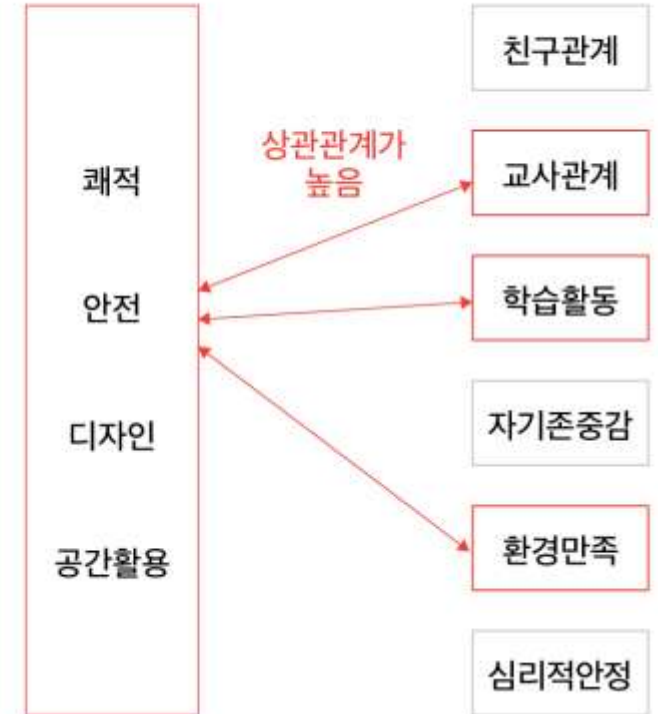 쾌적
안전
디자인
공간활용
상관관계가
높음
친구관계
교사관계
학습활동
자기존중감
환경만족
심리적안정